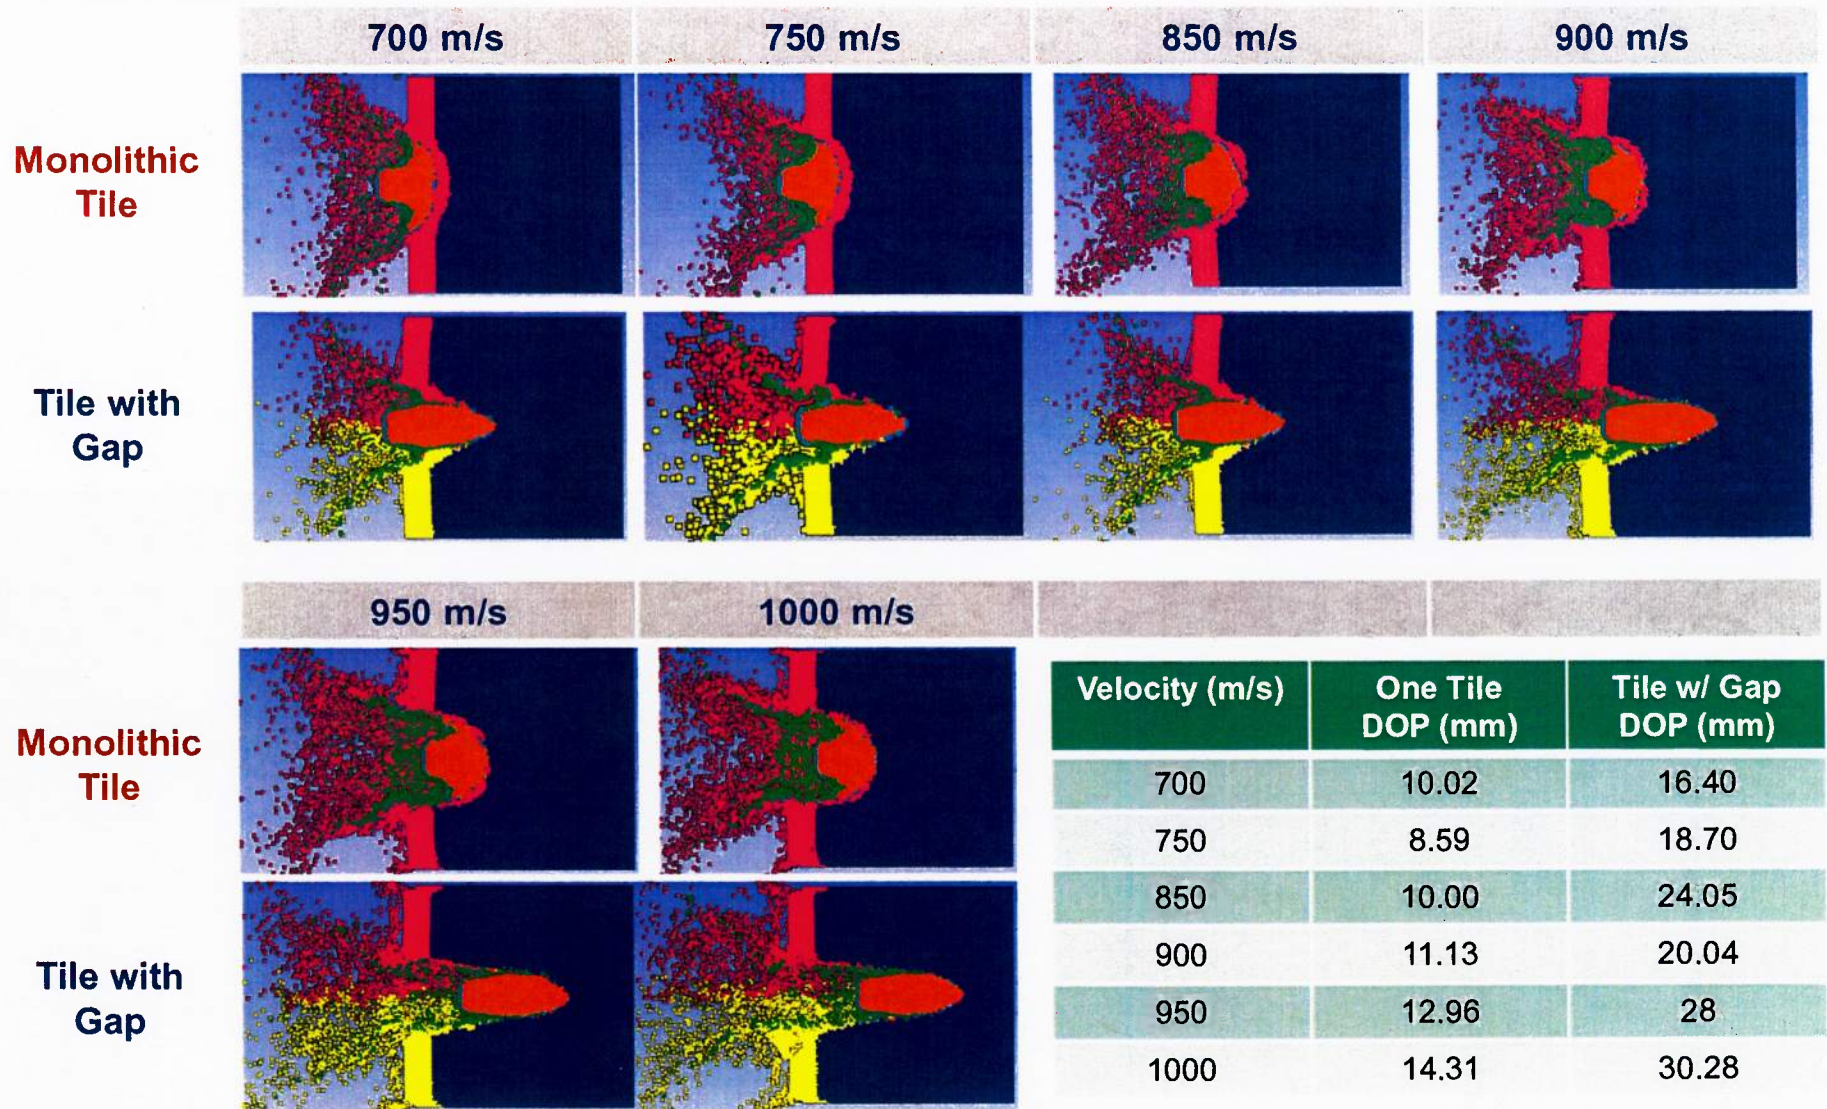 700 m/s 750 m/s 850 m/s 900 m/s
Monolithic
Tile
Tile with
Gap
950 m/s 1000 m/s
Monolithic
Tile
Tile with
Gap
Velocity (m/s) One Tile Tile w/ Gap
DOP (mm) DOP (mm)
700 10.02 16.40
750 8.59 18.70
850 10.00 24.05
900 11.13 20.04
950 12.96 28
1000 14.31 30.28